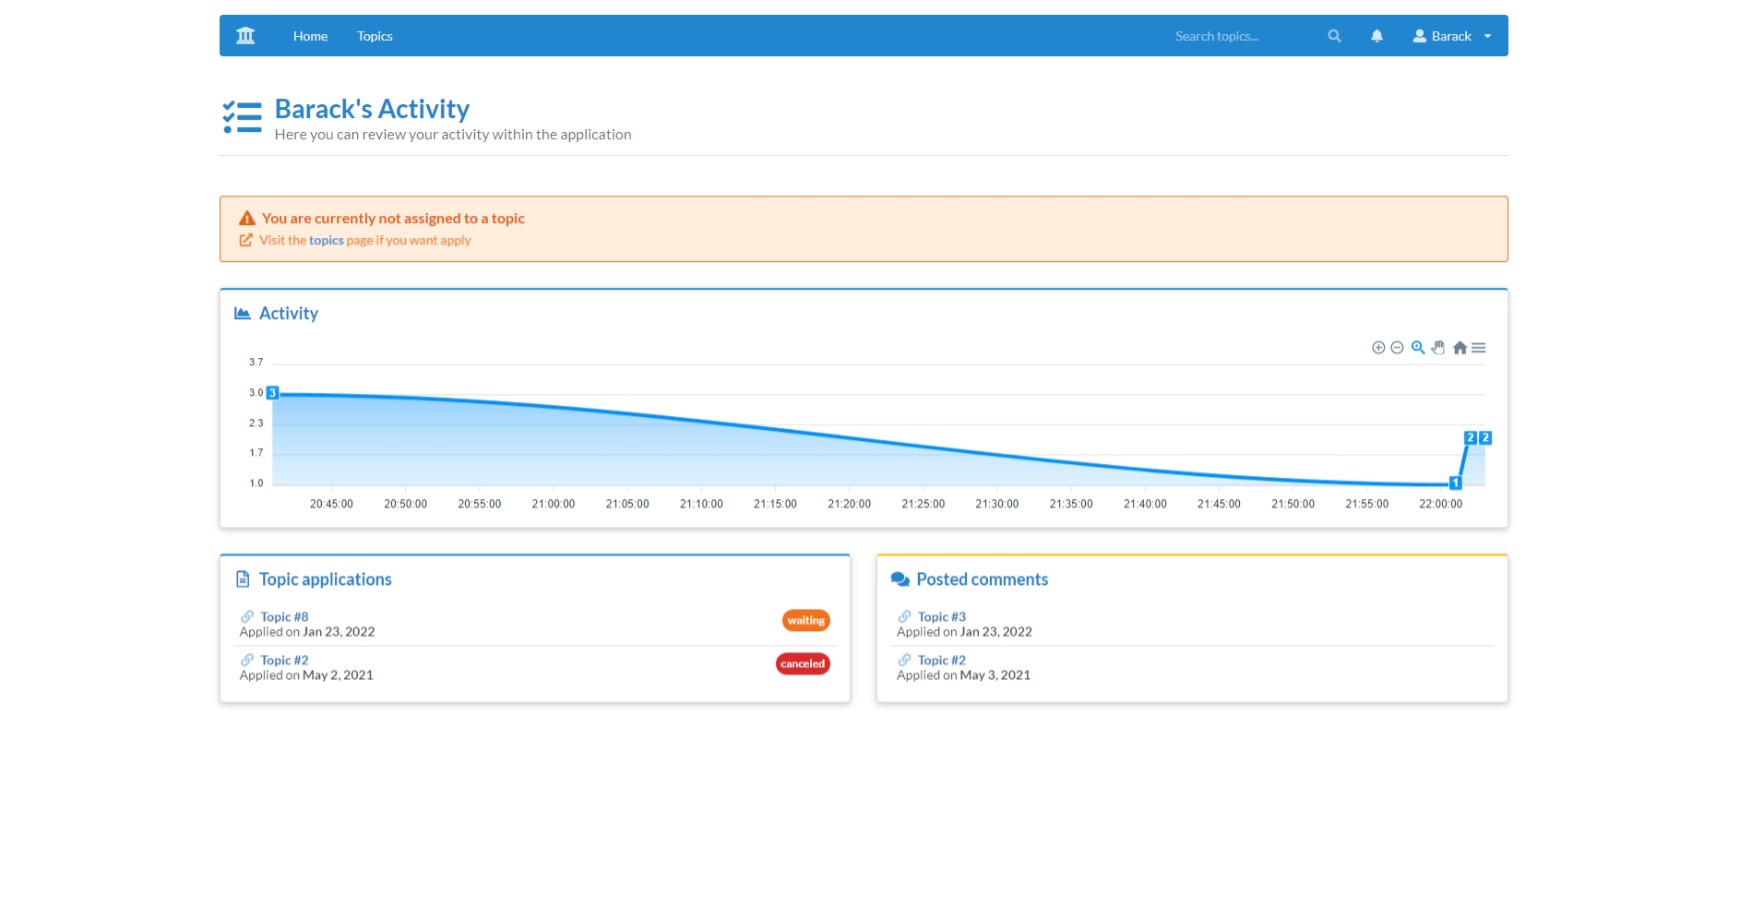 Home Topics Search topics... Barack
Barack's Activity
Here you can review your activity within the application
You are currently not assigned to a topic
Visit the topics page if you want apply
Activity
3.7
3.0
2.3
1.7
1.0
3
2 2
1
20:45:00 20:50:00 20:55:00 21:00:00 21:05:00 21:10:00 21:15:00 21:20:00 21:25:00 21:30:00 21:35:00 21:40:00 21:45:00 21:50:00 21:55:00 22:00:00
Topic applications
Topic #8
Applied on Jan 23, 2022
waiting
Topic #2
Applied on May 2, 2021
canceled
Posted comments
Topic #3
Applied on Jan 23, 2022
Topic #2
Applied on May 3, 2021